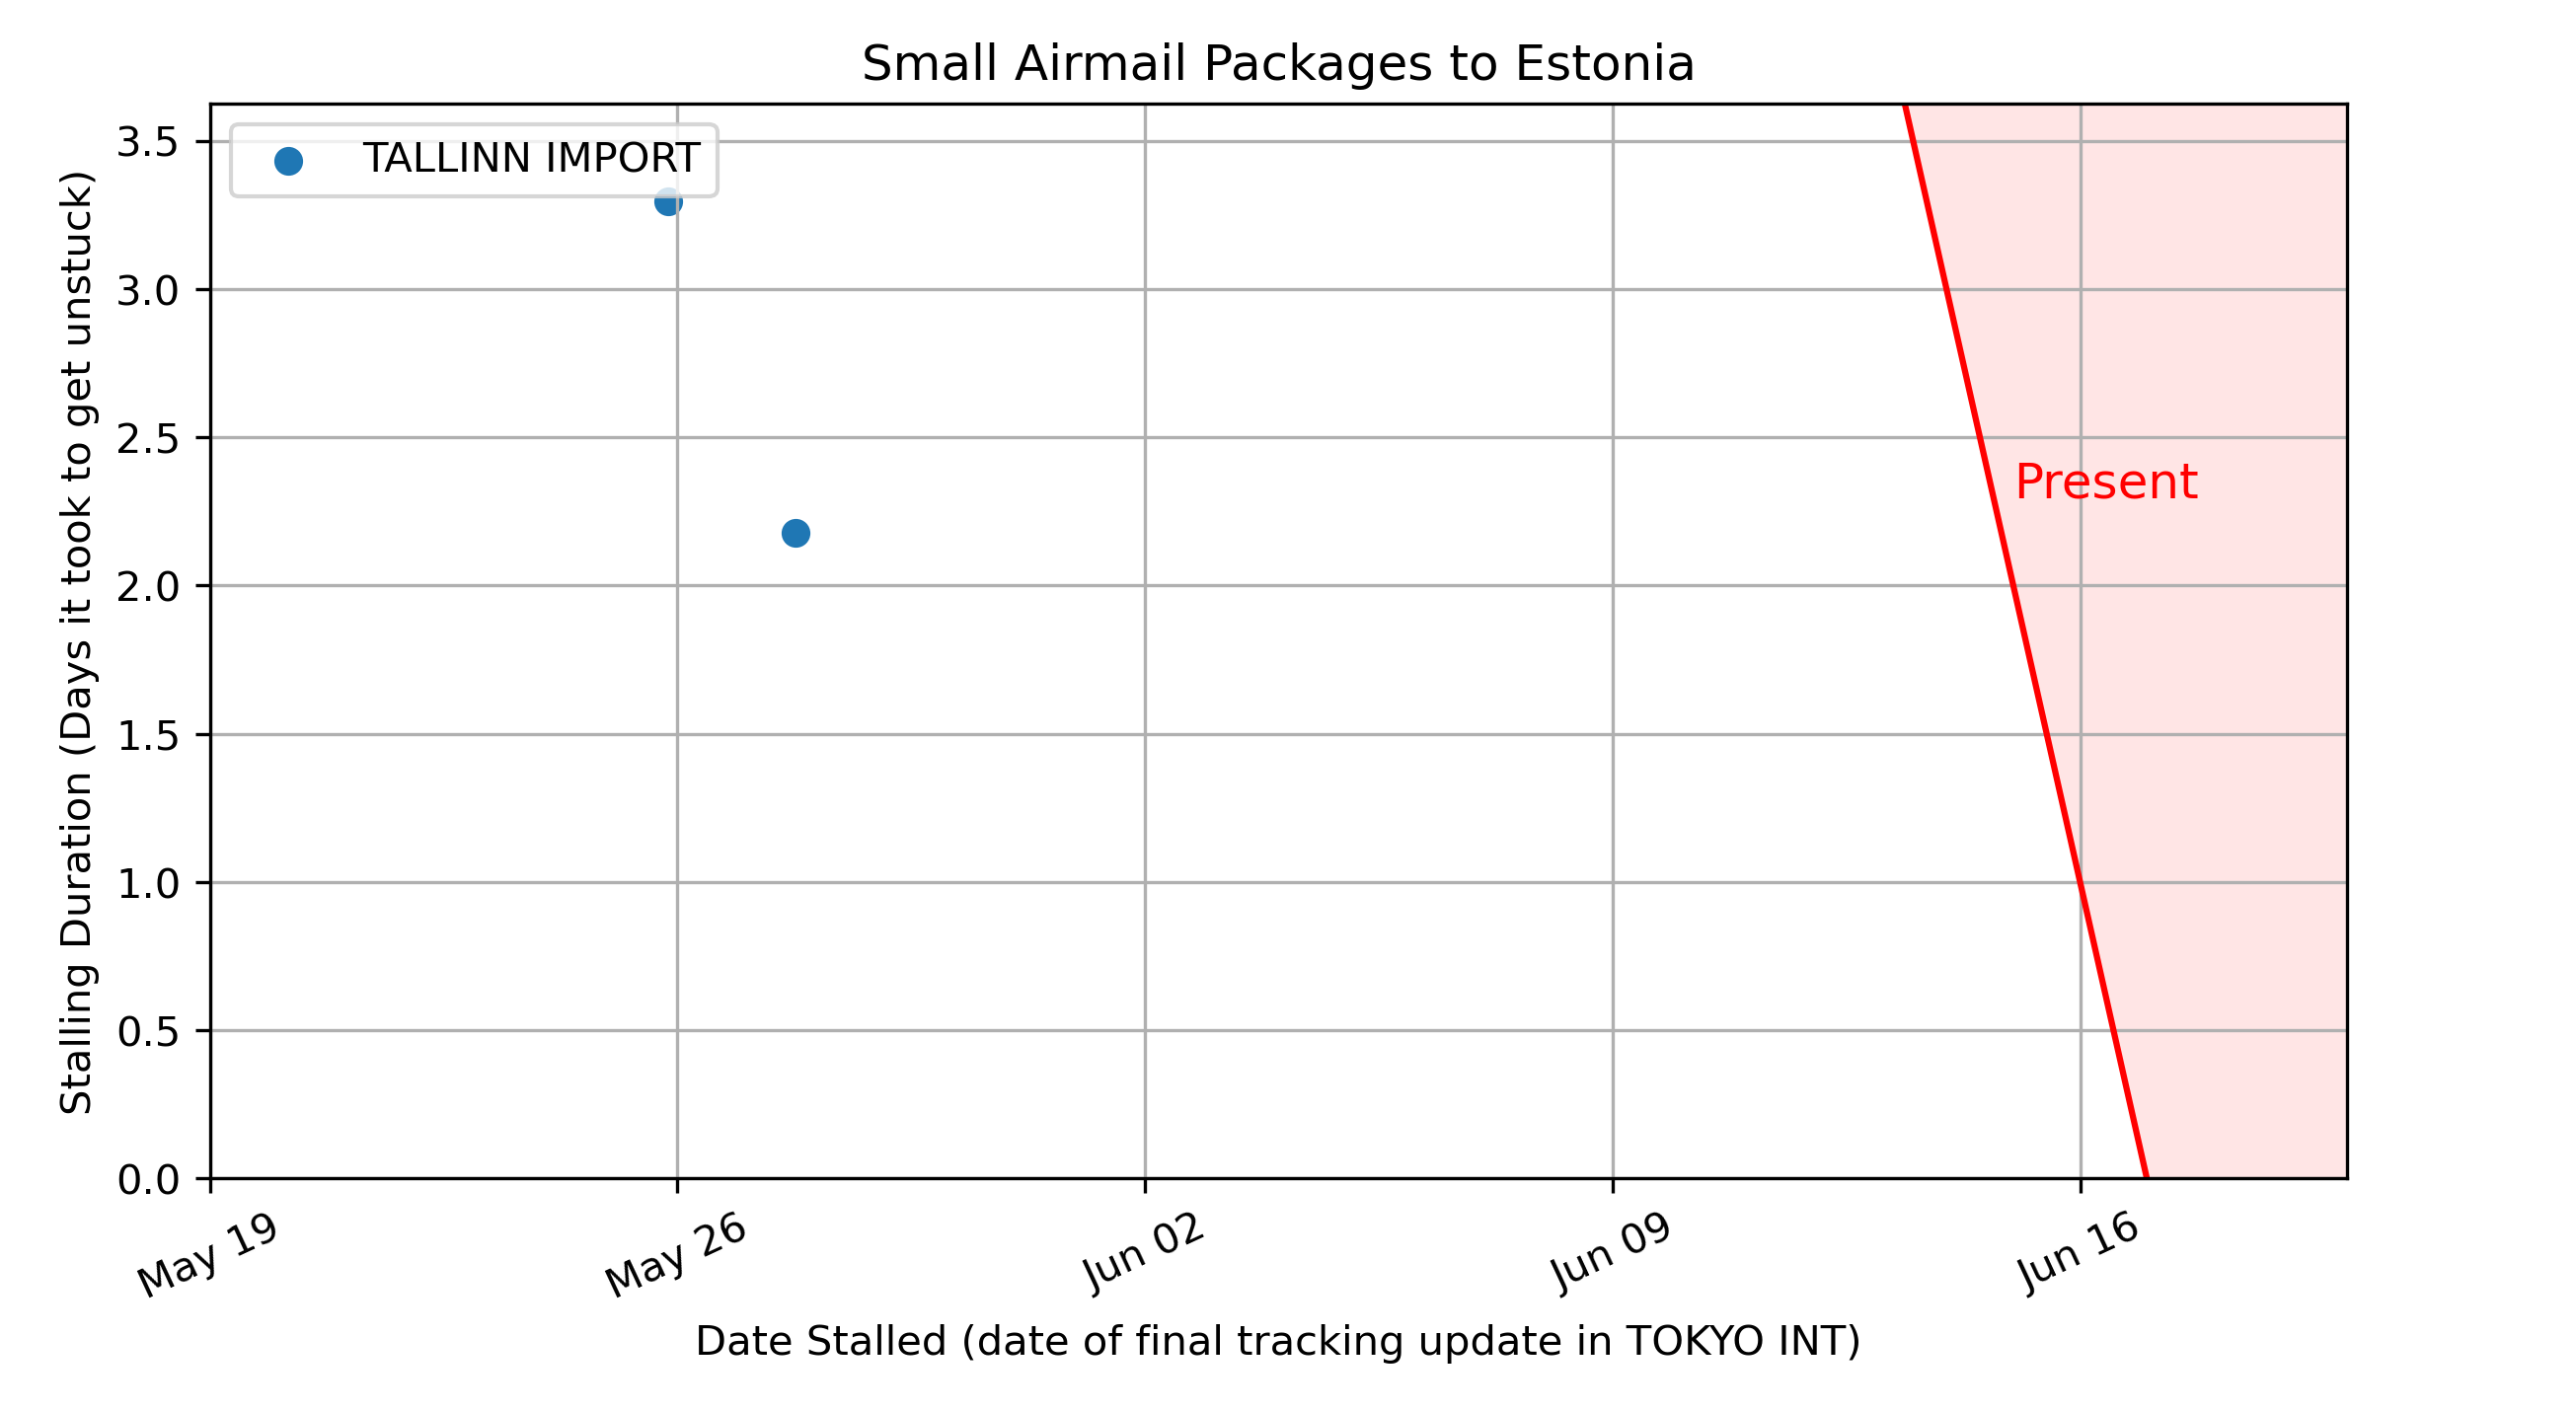 Small Airmail Packages to Estonia
TALLINN IMPORT
Present
Stalling Duration (Days it took to get unstuck)
3.5
3.0
2.5
2.0
1.5
1.0
0.5
0.0
May 19
May 26
Jun 02
Jun 09
Jun 16
Date Stalled (date of final tracking update in TOKYO INT)